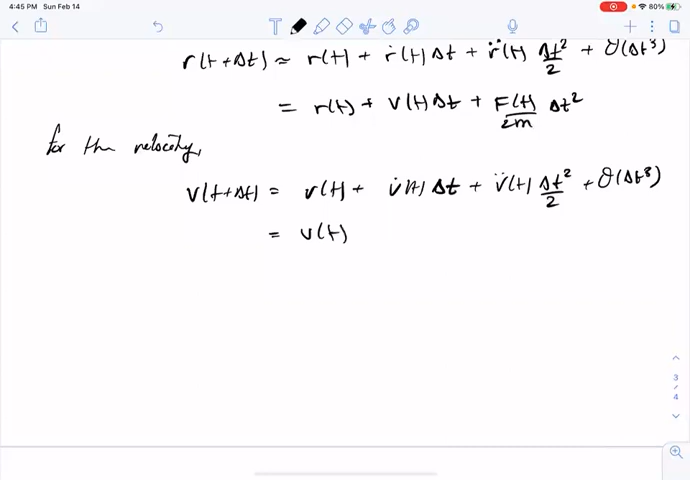 4:45 PM Sun Feb 14 80%
r(t+Δt) ≈ r(t) + ṙ(t) Δt + r̈(t) Δt²/2 + O(Δt³)
= r(t) + v(t) Δt + F(t)/2m Δt²
for the velocity,
v(t+Δt) = v(t) + v̇(t) Δt + v̈(t) Δt²/2 + O(Δt³)
= v(t)
3
/
4